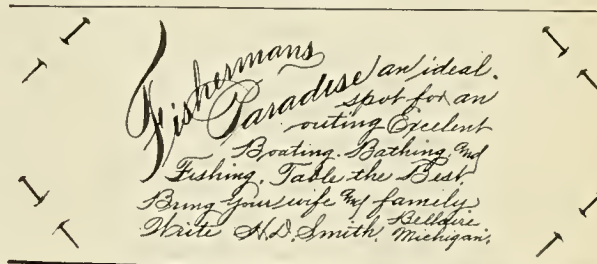 Fishermans
Paradise an ideal.
spot for an
outing Excelent
Boating. Bathing. and
Fishing. Table the Best.
Bring your wife and family
Write H.D. Smith. Bellaire
Michigan.